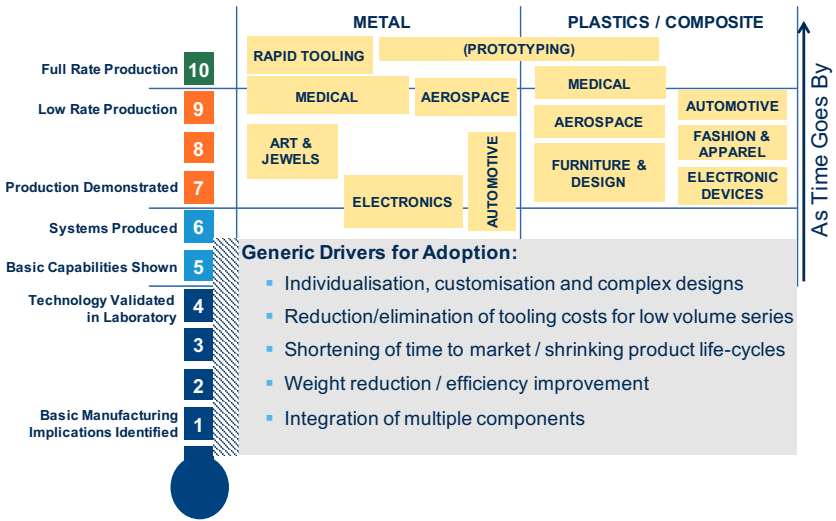 METAL
PLASTICS / COMPOSITE
RAPID TOOLING
(PROTOTYPING)
Full Rate Production
10
MEDICAL
MEDICAL
AEROSPACE
Low Rate Production
9
AUTOMOTIVE
AEROSPACE
8
ART &
JEWELS
FASHION &
APPAREL
FURNITURE &
DESIGN
Production Demonstrated
7
ELECTRONICS
AUTOMOTIVE
ELECTRONIC
DEVICES
As Time Goes By
Systems Produced
6
Basic Capabilities Shown
5
Technology Validated
in Laboratory
4
3
2
Basic Manufacturing
Implications Identified
1
Generic Drivers for Adoption:
▪ Individualisation, customisation and complex designs
▪ Reduction/elimination of tooling costs for low volume series
▪ Shortening of time to market / shrinking product life-cycles
▪ Weight reduction / efficiency improvement
▪ Integration of multiple components